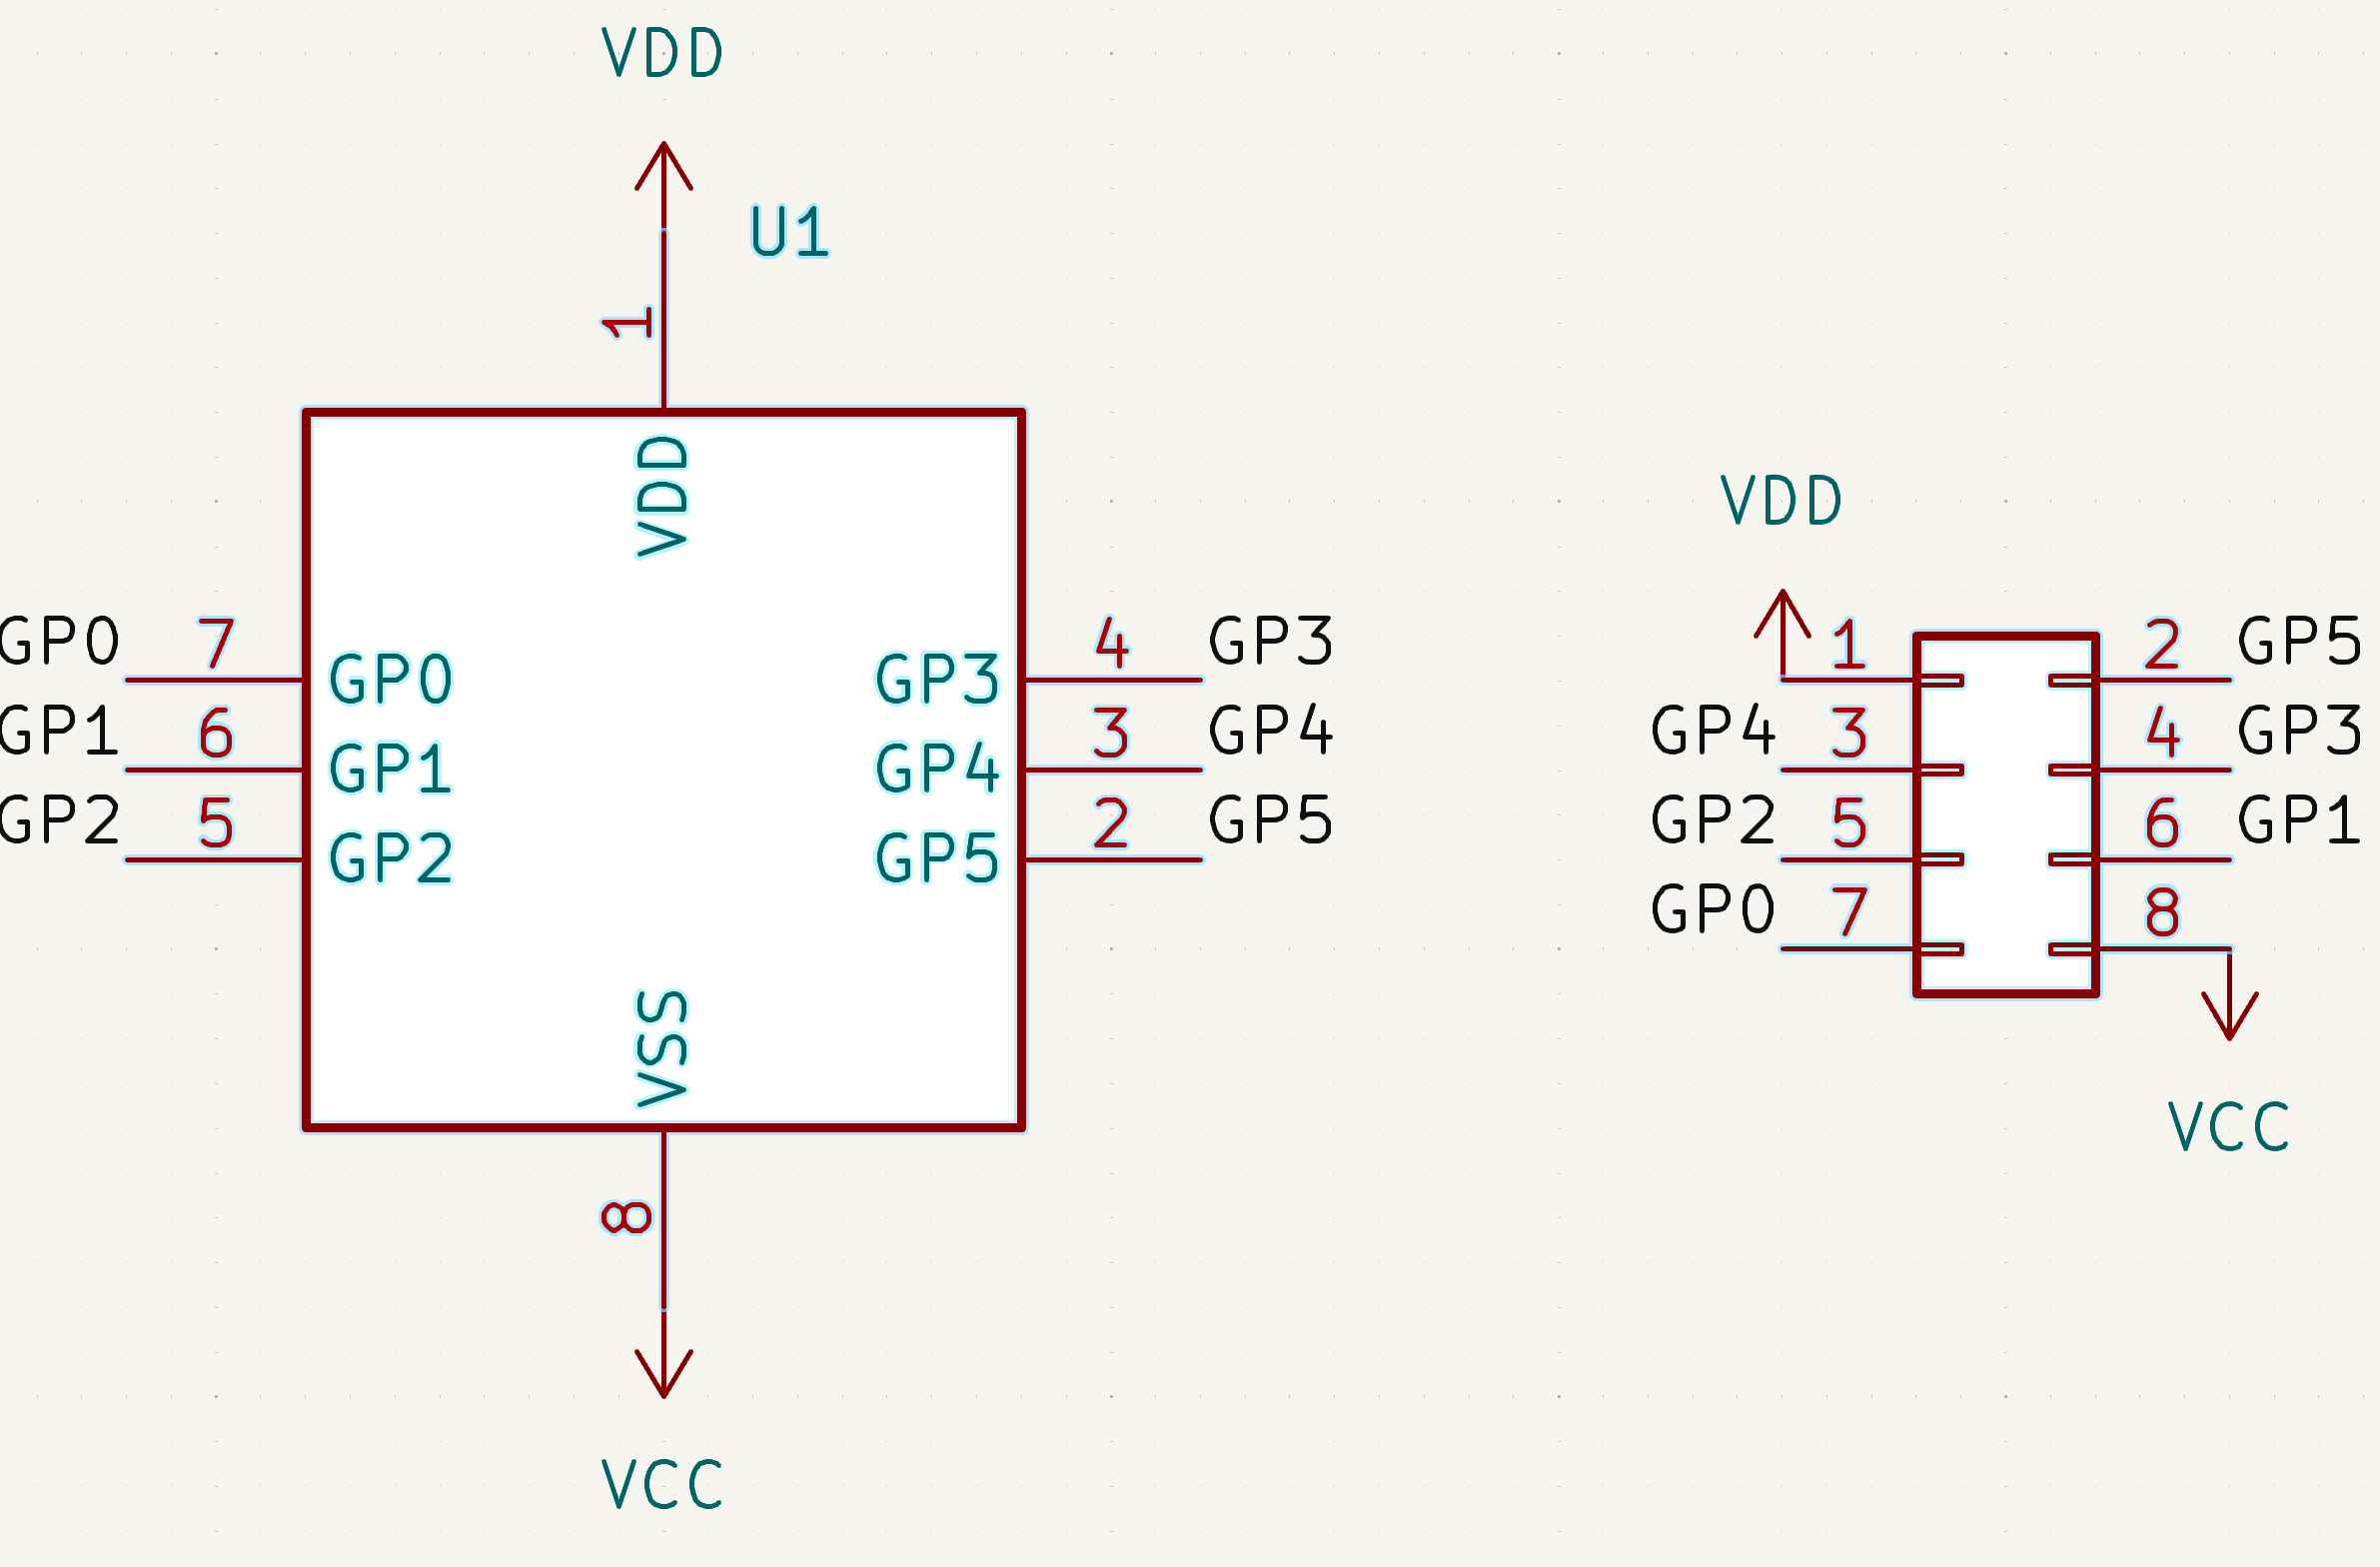 VDD
U1
1
VDD
GP0 7 GP0
GP1 6 GP1
GP2 5 GP2
GP3 4 GP3
GP4 3 GP4
GP5 2 GP5
VSS
8
VCC
VDD
1 2 GP5
GP4 3 4 GP3
GP2 5 6 GP1
GP0 7 8
VCC